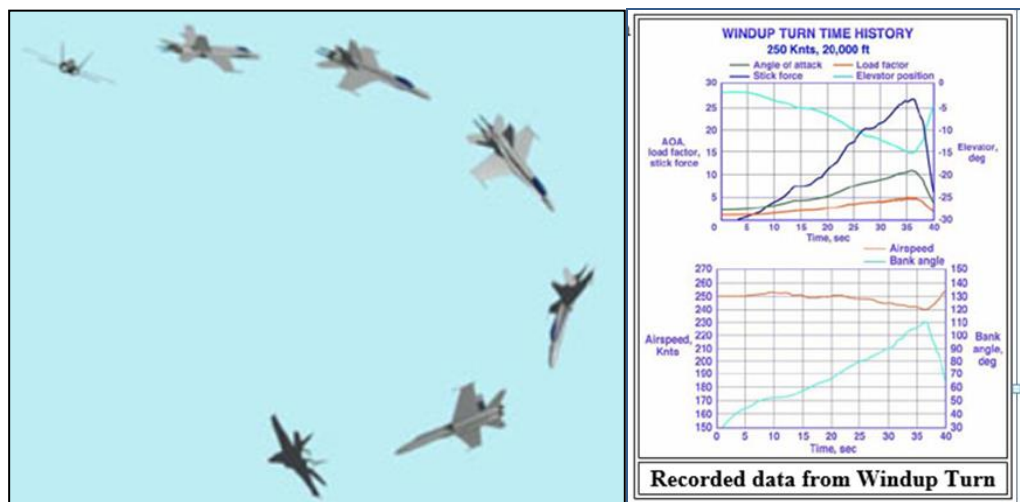 WINDUP TURN TIME HISTORY
250 Knts, 20,000 ft
Angle of attack Load factor
Stick force Elevator position
30 0
25 -5
20 -10
AOA, load factor, stick force 15 -15 Elevator, deg
10 -20
5 -25
-30
5 10 15 20 25 30 35 40
Time, sec
Airspeed
Bank angle
270 150
260 140
250 130
240 120
230 110
220 100
Airspeed, Knts 210 90 Bank angle, deg
200 80
190 70
180 60
170 50
160 40
150 30
0 5 10 15 20 25 30 35 40
Time, sec
Recorded data from Windup Turn